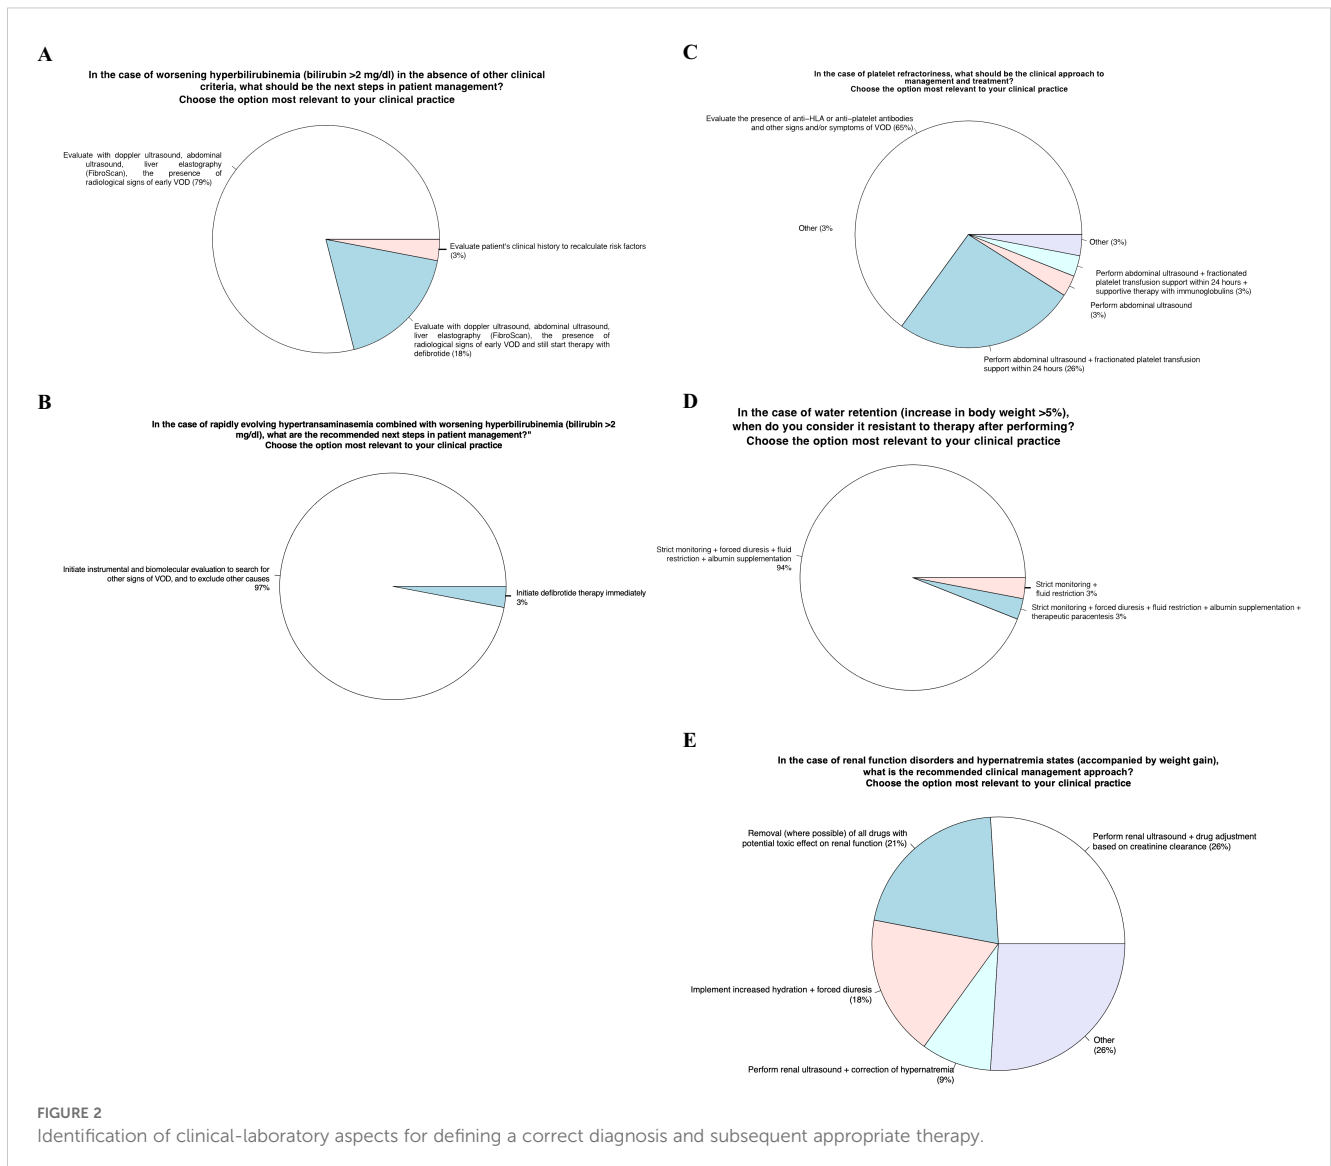 A
In the case of worsening hyperbilirubinemia (bilirubin >2 mg/dl) in the absence of other clinical
criteria, what should be the next steps in patient management?
Choose the option most relevant to your clinical practice
Evaluate with doppler ultrasound, abdominal
ultrasound, liver elastography
(FibroScan), the presence of
radiological signs of early VOD (79%)
Evaluate patient's clinical history to recalculate risk factors
(3%)
Evaluate with doppler ultrasound, abdominal ultrasound,
liver elastography (FibroScan), the presence of
radiological signs of early VOD and still start therapy with
defibrotide (18%)
B
In the case of rapidly evolving hypertransaminasemia combined with worsening hyperbilirubinemia (bilirubin >2
mg/dl), what are the recommended next steps in patient management?"
Choose the option most relevant to your clinical practice
Initiate instrumental and biomolecular evaluation to search for
other signs of VOD, and to exclude other causes
97%
Initiate defibrotide therapy immediately
3%
C
In the case of platelet refractoriness, what should be the clinical approach to
management and treatment?
Choose the option most relevant to your clinical practice
Evaluate the presence of anti−HLA or anti−platelet antibodies
and other signs and/or symptoms of VOD (65%)
Other (3%
Other (3%)
Perform abdominal ultrasound + fractionated
platelet transfusion support within 24 hours +
supportive therapy with immunoglobulins (3%)
Perform abdominal ultrasound
(3%)
Perform abdominal ultrasound + fractionated platelet transfusion
support within 24 hours (26%)
D
In the case of water retention (increase in body weight >5%),
when do you consider it resistant to therapy after performing?
Choose the option most relevant to your clinical practice
Strict monitoring + forced diuresis + fluid
restriction + albumin supplementation
94%
Strict monitoring +
fluid restriction 3%
Strict monitoring + forced diuresis + fluid restriction + albumin supplementation +
therapeutic paracentesis 3%
E
In the case of renal function disorders and hypernatremia states (accompanied by weight gain),
what is the recommended clinical management approach?
Choose the option most relevant to your clinical practice
Removal (where possible) of all drugs with
potential toxic effect on renal function (21%)
Perform renal ultrasound + drug adjustment
based on creatinine clearance (26%)
Implement increased hydration + forced diuresis
(18%)
Other
(26%)
Perform renal ultrasound + correction of hypernatremia
(9%)
FIGURE 2
Identification of clinical-laboratory aspects for defining a correct diagnosis and subsequent appropriate therapy.